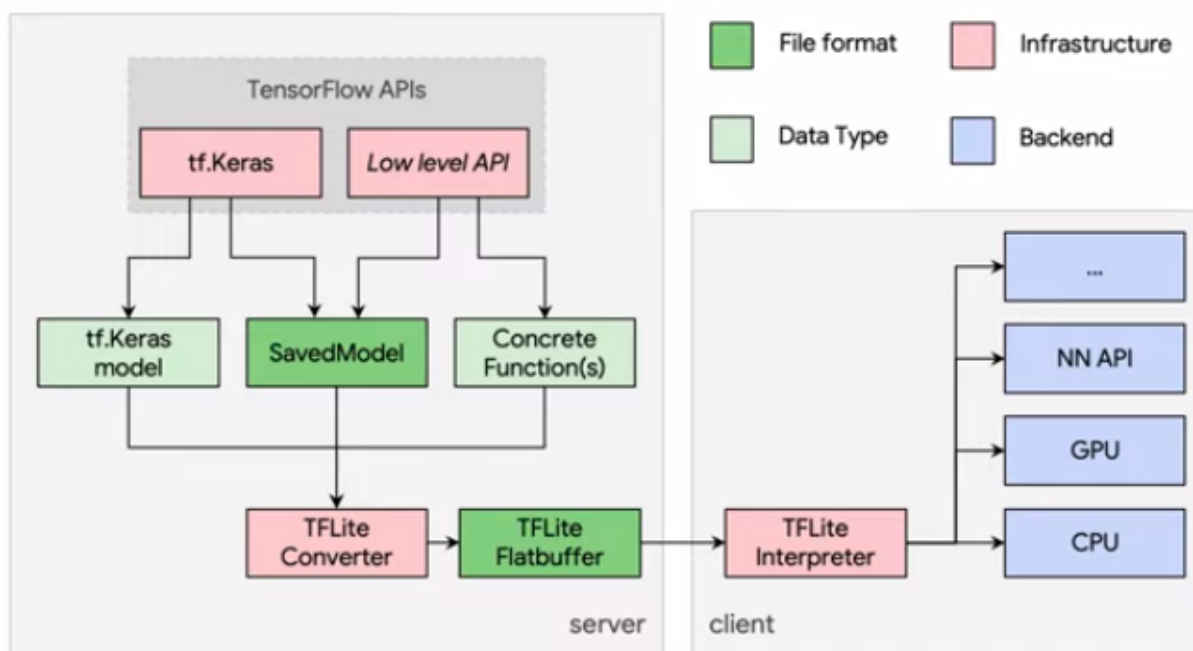 File format
Infrastructure
TensorFlow APIs
Data Type
Backend
tf.Keras
Low level API
...
tf.Keras
model
SavedModel
Concrete
Function(s)
NN API
GPU
TFLite
Converter
TFLite
Flatbuffer
TFLite
Interpreter
CPU
server
client